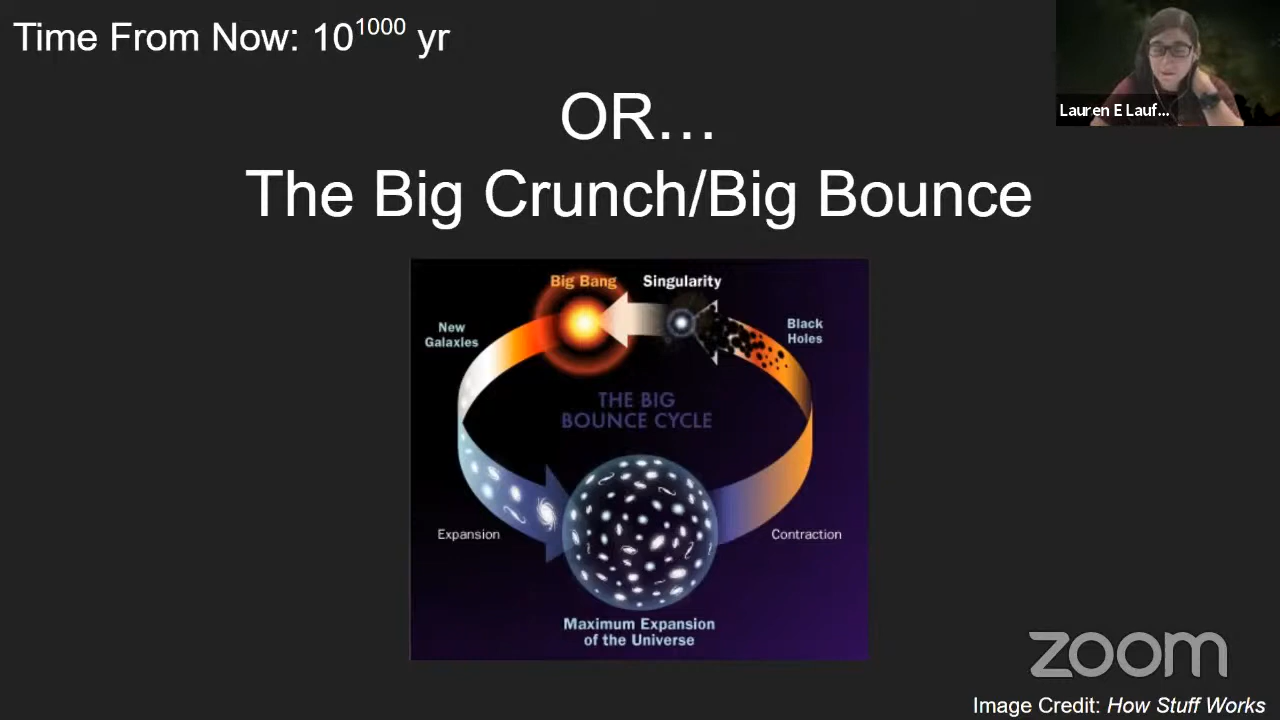 Time From Now: 10^1000 yr
Lauren E Lauf...
OR...
The Big Crunch/Big Bounce
Big Bang
Singularity
New
Galaxies
Black
Holes
THE BIG
BOUNCE CYCLE
Expansion
Contraction
Maximum Expansion
of the Universe
zoom
Image Credit: How Stuff Works